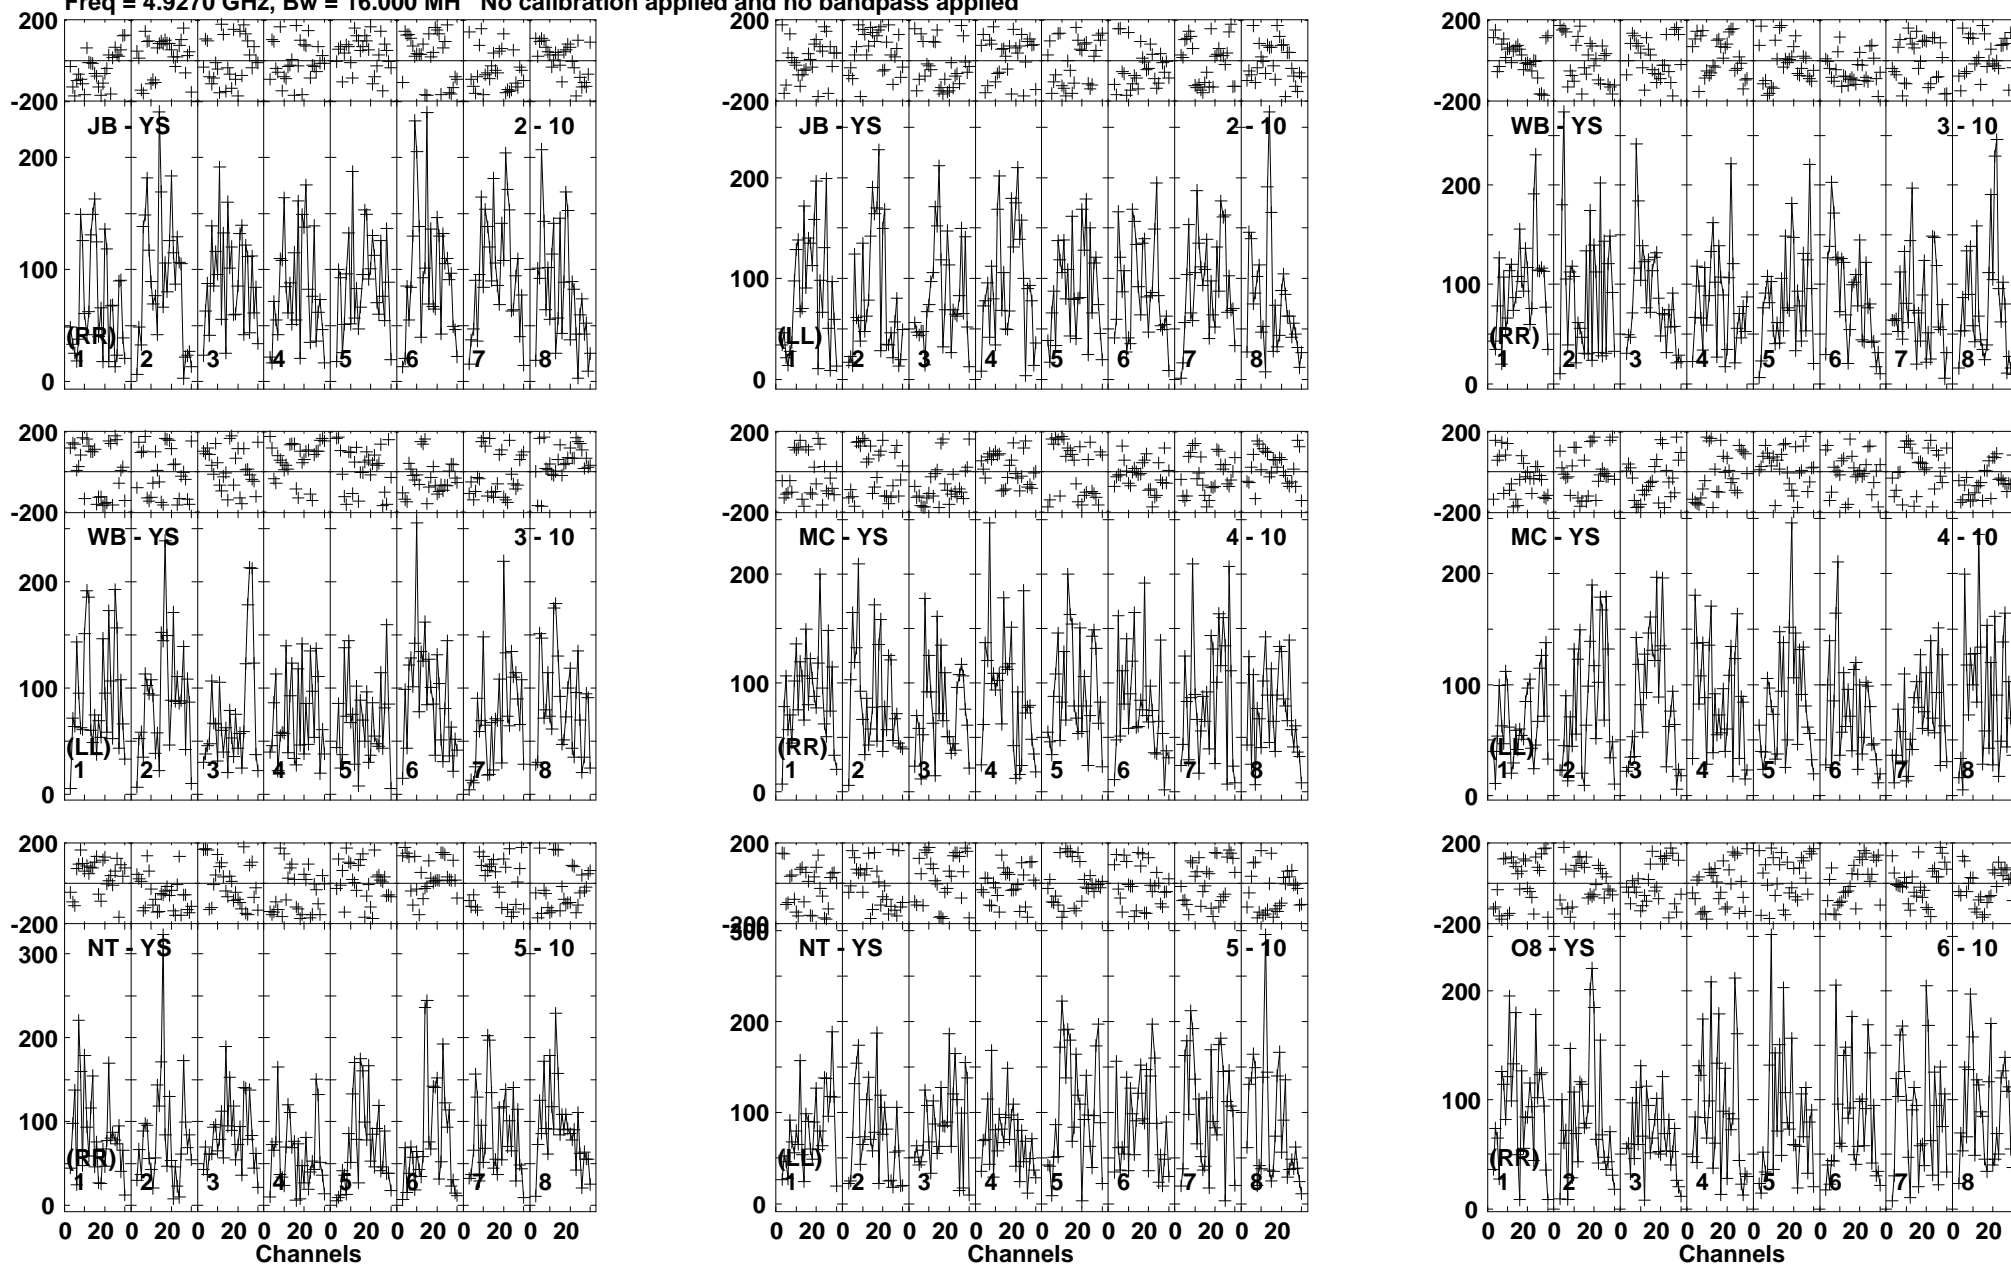 Freq = 4.9270 GHz, Bw = 16.000 MH No calibration applied and no bandpass applied
200 200 200
-200 -200 -200
JB - YS 2 - 10 JB - YS 2 - 10 WB - YS 3 - 10
200 200 200
100 100 100
(RR) (LL) (RR)
1 2 3 4 5 6 7 8 1 2 3 4 5 6 7 8 1 2 3 4 5 6 7 8
0 0 0
200 200 200
-200 -200 -200
WB - YS 3 - 10 MC - YS 4 - 10 MC - YS 4 - 10
200 200 200
100 100 100
(LL) (RR) (LL)
1 2 3 4 5 6 7 8 1 2 3 4 5 6 7 8 1 2 3 4 5 6 7 8
0 0 0
200 200 200
-200 -200 -200
300 300
NT - YS 5 - 10 NT - YS 5 - 10 O8 - YS 6 - 10
200 200 200
100 100 100
(RR) (LL) (RR)
1 2 3 4 5 6 7 8 1 2 3 4 5 6 7 8 1 2 3 4 5 6 7 8
0 0 0
0 20 0 20 0 20 0 20 0 20 0 20 0 20 0 20 0 20 0 20 0 20 0 20 0 20 0 20 0 20 0 20 0 20 0 20 0 20 0 20 0 20 0 20 0 20 0 20
Channels Channels Channels